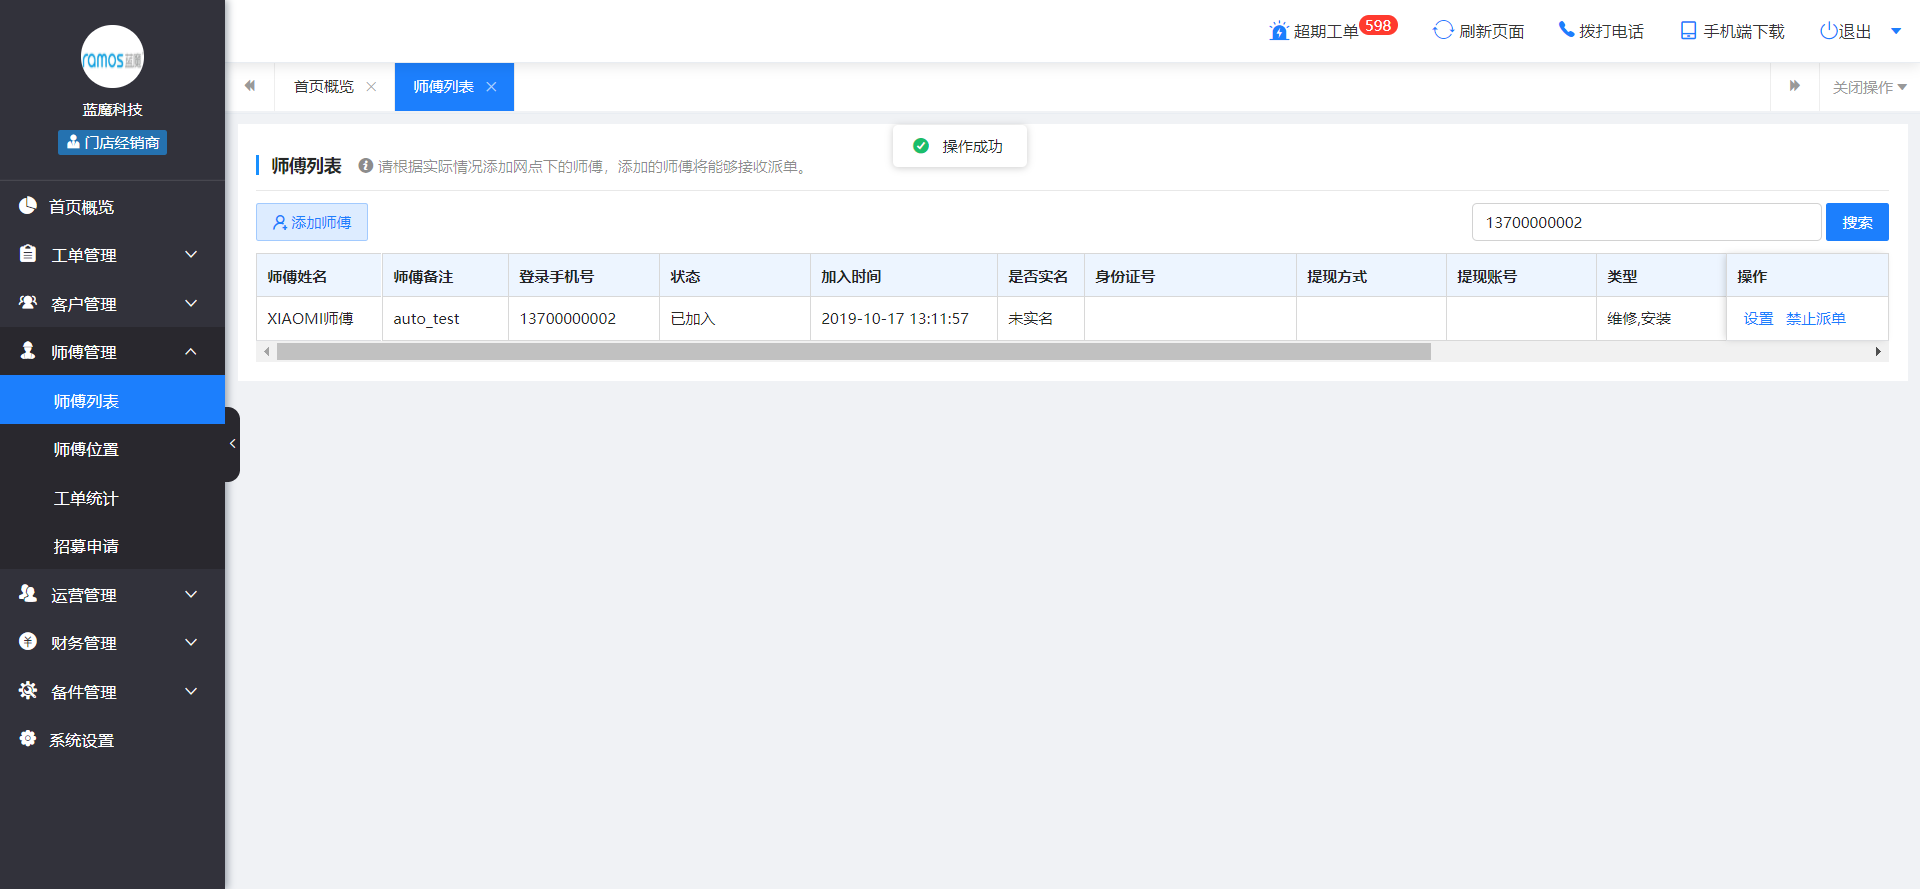 ramos蓝魔
蓝魔科技
门店经销商
首页概览
工单管理
客户管理
师傅管理
师傅列表
师傅位置
工单统计
招募申请
运营管理
财务管理
备件管理
系统设置
超期工单 598 刷新页面 拨打电话 手机端下载 退出
首页概览 师傅列表 关闭操作
操作成功
师傅列表 请根据实际情况添加网点下的师傅，添加的师傅将能够接收派单。
添加师傅 13700000002 搜索
师傅姓名 师傅备注 登录手机号 状态 加入时间 是否实名 身份证号 提现方式 提现账号 类型 操作
XIAOMI师傅 auto_test 13700000002 已加入 2019-10-17 13:11:57 未实名 维修,安装 设置 禁止派单